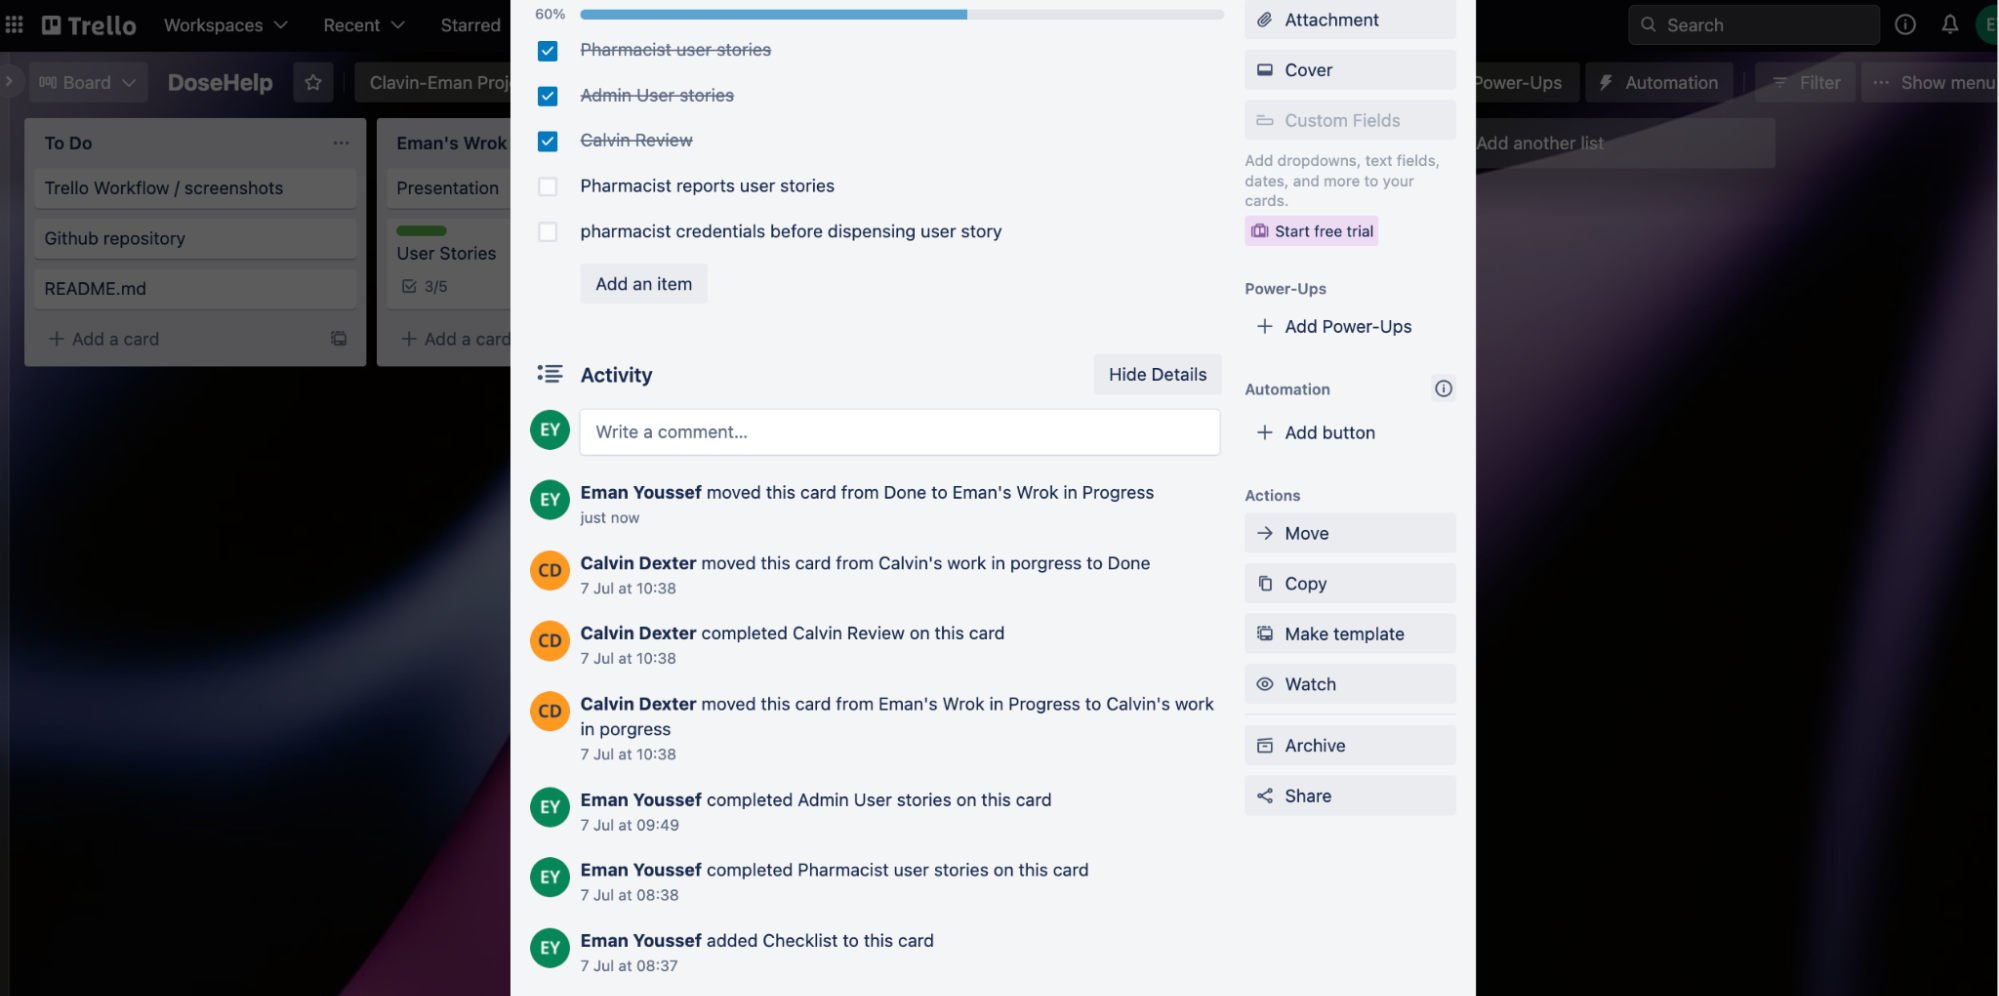 Trello
Workspaces
Recent
Starred
Search
Board
DoseHelp
Clavin-Eman Proj
Power-Ups
Automation
Filter
Show menu
To Do
Trello Workflow / screenshots
Github repository
README.md
Add a card
Eman's Wrok
Presentation
User Stories
3/5
Add a card
60%
Pharmacist user stories
Admin User stories
Calvin Review
Pharmacist reports user stories
pharmacist credentials before dispensing user story
Add an item
Activity
Hide Details
EY
Write a comment...
EY
Eman Youssef moved this card from Done to Eman's Wrok in Progress
just now
CD
Calvin Dexter moved this card from Calvin's work in porgress to Done
7 Jul at 10:38
CD
Calvin Dexter completed Calvin Review on this card
7 Jul at 10:38
CD
Calvin Dexter moved this card from Eman's Wrok in Progress to Calvin's work
in porgress
7 Jul at 10:38
EY
Eman Youssef completed Admin User stories on this card
7 Jul at 09:49
EY
Eman Youssef completed Pharmacist user stories on this card
7 Jul at 08:38
EY
Eman Youssef added Checklist to this card
7 Jul at 08:37
Attachment
Cover
Custom Fields
Add dropdowns, text fields,
dates, and more to your
cards.
Start free trial
Power-Ups
Add Power-Ups
Automation
Add button
Actions
Move
Copy
Make template
Watch
Archive
Share
Add another list